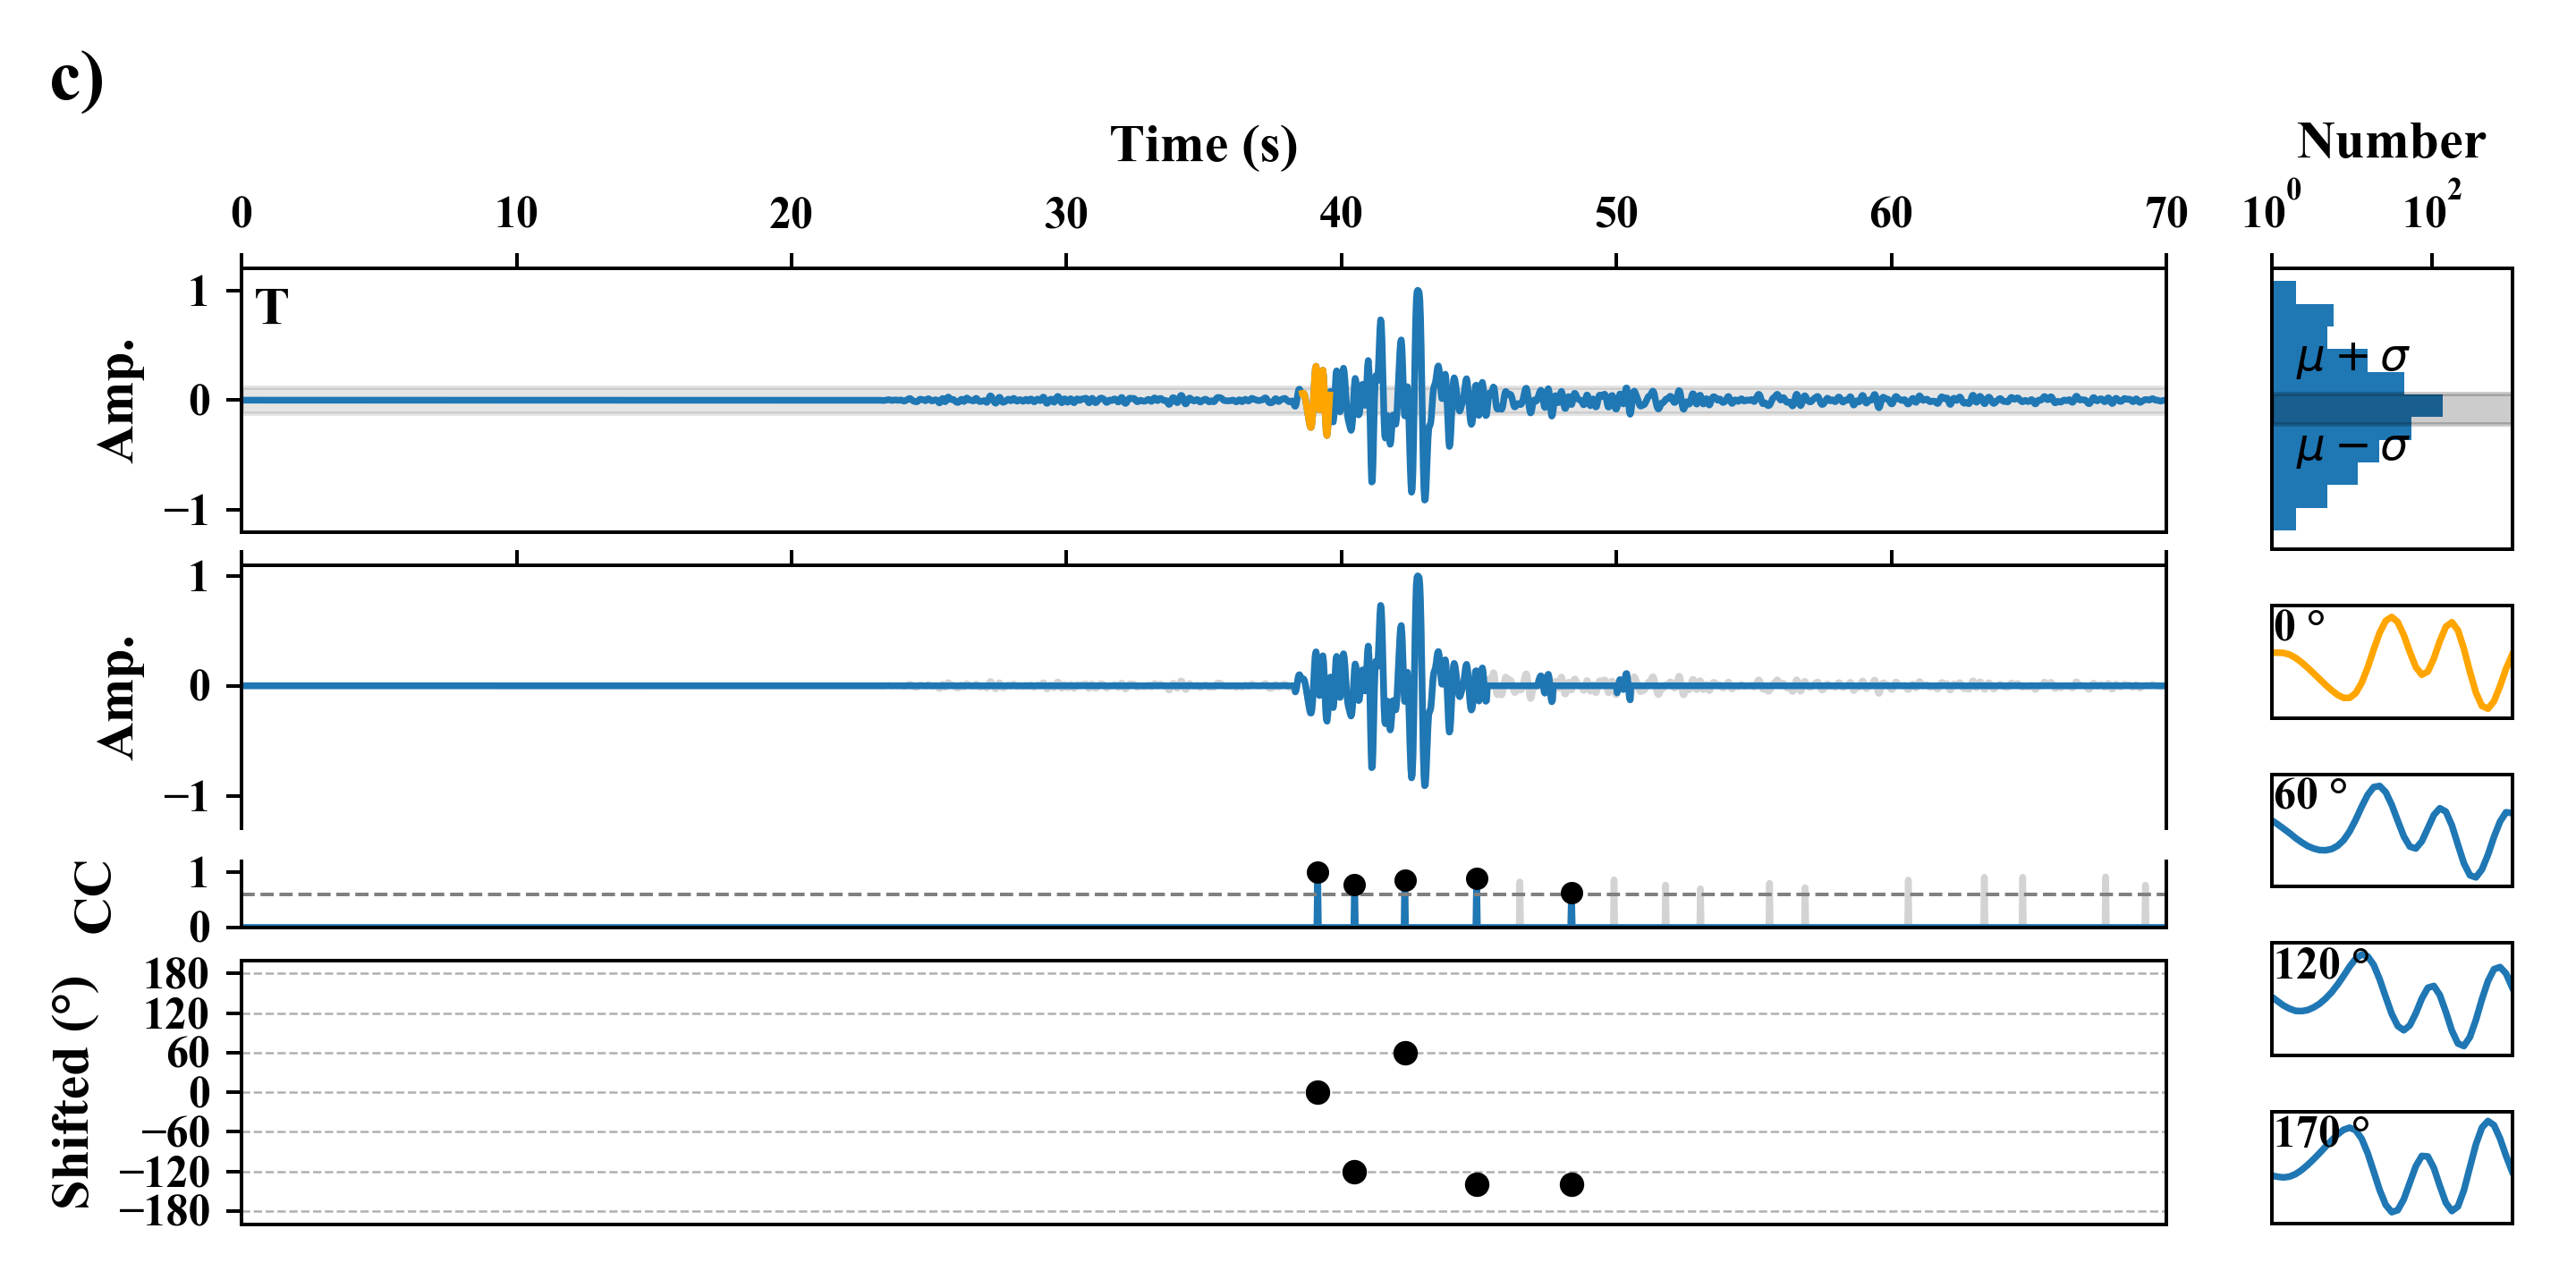 c)
Time (s)
Number
0 10 20 30 40 50 60 70
10^0 10^2
T
Amp.
1
0
−1
μ + σ
μ − σ
Amp.
1
0
−1
0 °
60 °
CC
1
0
120 °
Shifted (°)
180
120
60
0
−60
−120
−180
170 °